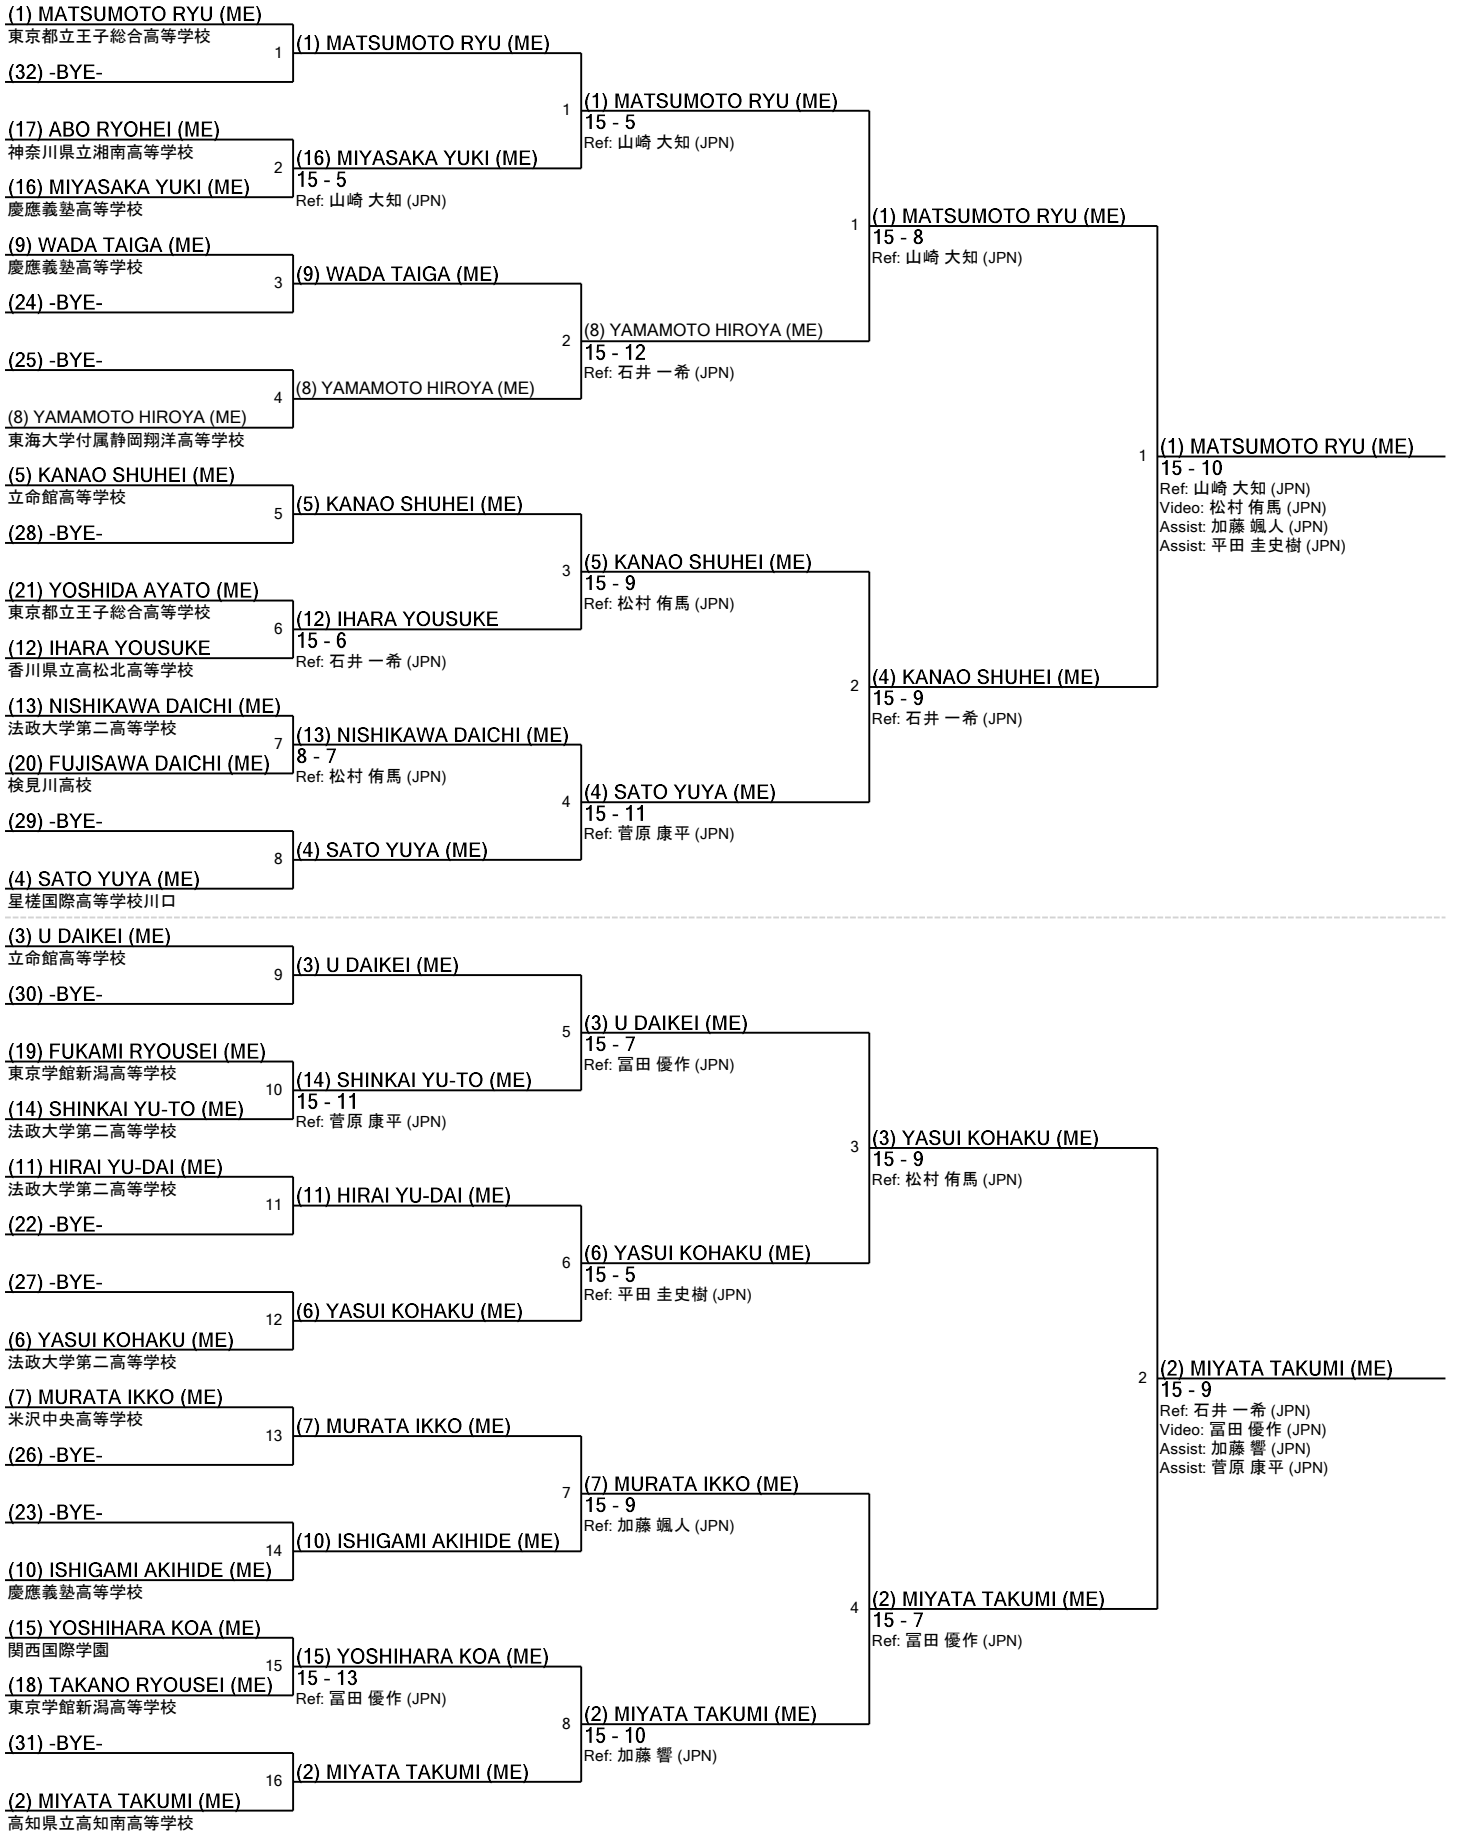 (1) MATSUMOTO RYU (ME)
東京都立王子総合高等学校
(32) -BYE-
(17) ABO RYOHEI (ME)
神奈川県立湘南高等学校
(16) MIYASAKA YUKI (ME)
慶應義塾高等学校
(9) WADA TAIGA (ME)
慶應義塾高等学校
(24) -BYE-
(25) -BYE-
(8) YAMAMOTO HIROYA (ME)
東海大学付属静岡翔洋高等学校
(5) KANAO SHUHEI (ME)
立命館高等学校
(28) -BYE-
(21) YOSHIDA AYATO (ME)
東京都立王子総合高等学校
(12) IHARA YOUSUKE
香川県立高松北高等学校
(13) NISHIKAWA DAICHI (ME)
法政大学第二高等学校
(20) FUJISAWA DAICHI (ME)
検見川高校
(29) -BYE-
(4) SATO YUYA (ME)
星槎国際高等学校川口
1
2
3
4
5
6
7
8
(1) MATSUMOTO RYU (ME)
(16) MIYASAKA YUKI (ME)
15 - 5
Ref: 山崎 大知 (JPN)
(9) WADA TAIGA (ME)
(8) YAMAMOTO HIROYA (ME)
(5) KANAO SHUHEI (ME)
(12) IHARA YOUSUKE
15 - 6
Ref: 石井 一希 (JPN)
(13) NISHIKAWA DAICHI (ME)
8 - 7
Ref: 松村 侑馬 (JPN)
(4) SATO YUYA (ME)
1
2
3
4
(1) MATSUMOTO RYU (ME)
15 - 5
Ref: 山崎 大知 (JPN)
(8) YAMAMOTO HIROYA (ME)
15 - 12
Ref: 石井 一希 (JPN)
(5) KANAO SHUHEI (ME)
15 - 9
Ref: 松村 侑馬 (JPN)
(4) SATO YUYA (ME)
15 - 11
Ref: 菅原 康平 (JPN)
1
2
(1) MATSUMOTO RYU (ME)
15 - 8
Ref: 山崎 大知 (JPN)
(4) KANAO SHUHEI (ME)
15 - 9
Ref: 石井 一希 (JPN)
1
(1) MATSUMOTO RYU (ME)
15 - 10
Ref: 山崎 大知 (JPN)
Video: 松村 侑馬 (JPN)
Assist: 加藤 颯人 (JPN)
Assist: 平田 圭史樹 (JPN)
(3) U DAIKEI (ME)
立命館高等学校
(30) -BYE-
(19) FUKAMI RYOUSEI (ME)
東京学館新潟高等学校
(14) SHINKAI YU-TO (ME)
法政大学第二高等学校
(11) HIRAI YU-DAI (ME)
法政大学第二高等学校
(22) -BYE-
(27) -BYE-
(6) YASUI KOHAKU (ME)
法政大学第二高等学校
(7) MURATA IKKO (ME)
米沢中央高等学校
(26) -BYE-
(23) -BYE-
(10) ISHIGAMI AKIHIDE (ME)
慶應義塾高等学校
(15) YOSHIHARA KOA (ME)
関西国際学園
(18) TAKANO RYOUSEI (ME)
東京学館新潟高等学校
(31) -BYE-
(2) MIYATA TAKUMI (ME)
高知県立高知南高等学校
9
10
11
12
13
14
15
16
(3) U DAIKEI (ME)
(14) SHINKAI YU-TO (ME)
15 - 11
Ref: 菅原 康平 (JPN)
(11) HIRAI YU-DAI (ME)
(6) YASUI KOHAKU (ME)
(7) MURATA IKKO (ME)
(10) ISHIGAMI AKIHIDE (ME)
(15) YOSHIHARA KOA (ME)
15 - 13
Ref: 冨田 優作 (JPN)
(2) MIYATA TAKUMI (ME)
5
6
7
8
(3) U DAIKEI (ME)
15 - 7
Ref: 冨田 優作 (JPN)
(6) YASUI KOHAKU (ME)
15 - 5
Ref: 平田 圭史樹 (JPN)
(7) MURATA IKKO (ME)
15 - 9
Ref: 加藤 颯人 (JPN)
(2) MIYATA TAKUMI (ME)
15 - 10
Ref: 加藤 響 (JPN)
3
4
(3) YASUI KOHAKU (ME)
15 - 9
Ref: 松村 侑馬 (JPN)
(2) MIYATA TAKUMI (ME)
15 - 7
Ref: 冨田 優作 (JPN)
2
(2) MIYATA TAKUMI (ME)
15 - 9
Ref: 石井 一希 (JPN)
Video: 冨田 優作 (JPN)
Assist: 加藤 響 (JPN)
Assist: 菅原 康平 (JPN)